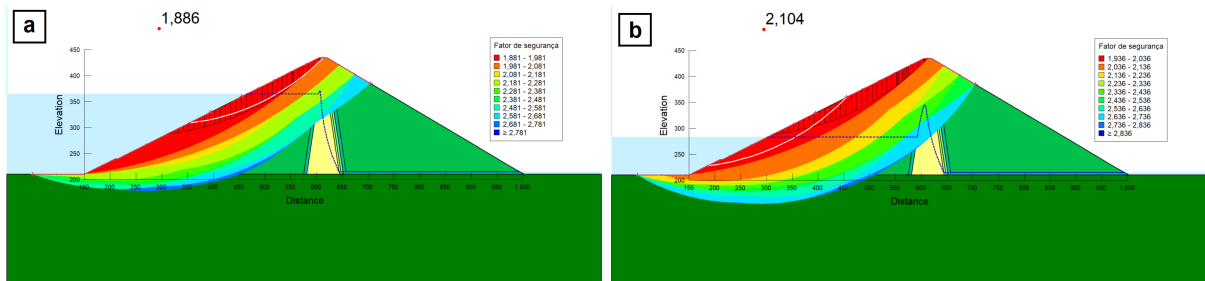 a
1,886
Elevation
450
400
350
300
250
200
150 200 250 300 350 400 450 500 550 600 650 700 750 800 850 900 950 1.000
Distance
Fator de segurança
1,881 - 1,981
1,981 - 2,081
2,081 - 2,181
2,181 - 2,281
2,281 - 2,381
2,381 - 2,481
2,481 - 2,581
2,581 - 2,681
2,681 - 2,781
≥ 2,781
b
2,104
Elevation
450
400
350
300
250
200
150 200 250 300 350 400 450 500 550 600 650 700 750 800 850 900 950 1,000
Distance
Fator de segurança
1,936 - 2,036
2,036 - 2,136
2,136 - 2,236
2,236 - 2,336
2,336 - 2,436
2,436 - 2,536
2,536 - 2,636
2,636 - 2,736
2,736 - 2,836
≥ 2,836